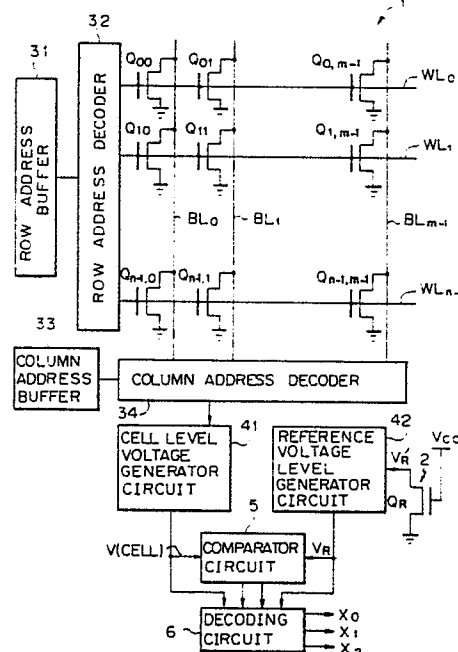 1
31
32
ROW ADDRESS
BUFFER
ROW ADDRESS DECODER
Q00
Q01
Q0,m-1
WL0
Q10
Q11
Q1,m-1
WL1
BL0
BL1
BLm-1
Qn-1,0
Qn-1,1
Qn-1,m-1
WLn-
33
COLUMN
ADDRESS
BUFFER
COLUMN ADDRESS DECODER
34
41
CELL LEVEL
VOLTAGE
GENERATOR
CIRCUIT
42
REFERENCE
VOLTAGE
LEVEL
GENERATOR
CIRCUIT
VCC
VR
2
QR
5
V(CELL)
COMPARATOR
CIRCUIT
VR
DECODING
CIRCUIT
6
X0
X1